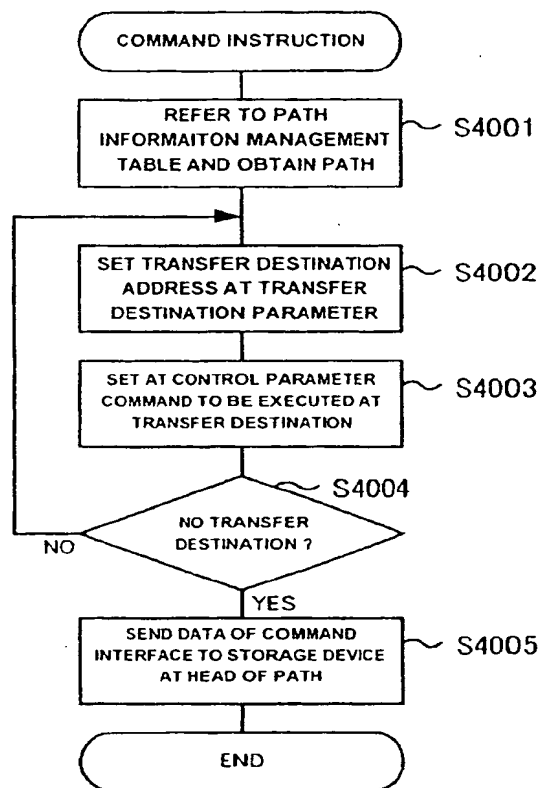 COMMAND INSTRUCTION
REFER TO PATH
INFORMAITON MANAGEMENT
TABLE AND OBTAIN PATH
S4001
SET TRANSFER DESTINATION
ADDRESS AT TRANSFER
DESTINATION PARAMETER
S4002
SET AT CONTROL PARAMETER
COMMAND TO BE EXECUTED AT
TRANSFER DESTINATION
S4003
S4004
NO TRANSFER
DESTINATION ?
NO
YES
SEND DATA OF COMMAND
INTERFACE TO STORAGE DEVICE
AT HEAD OF PATH
S4005
END